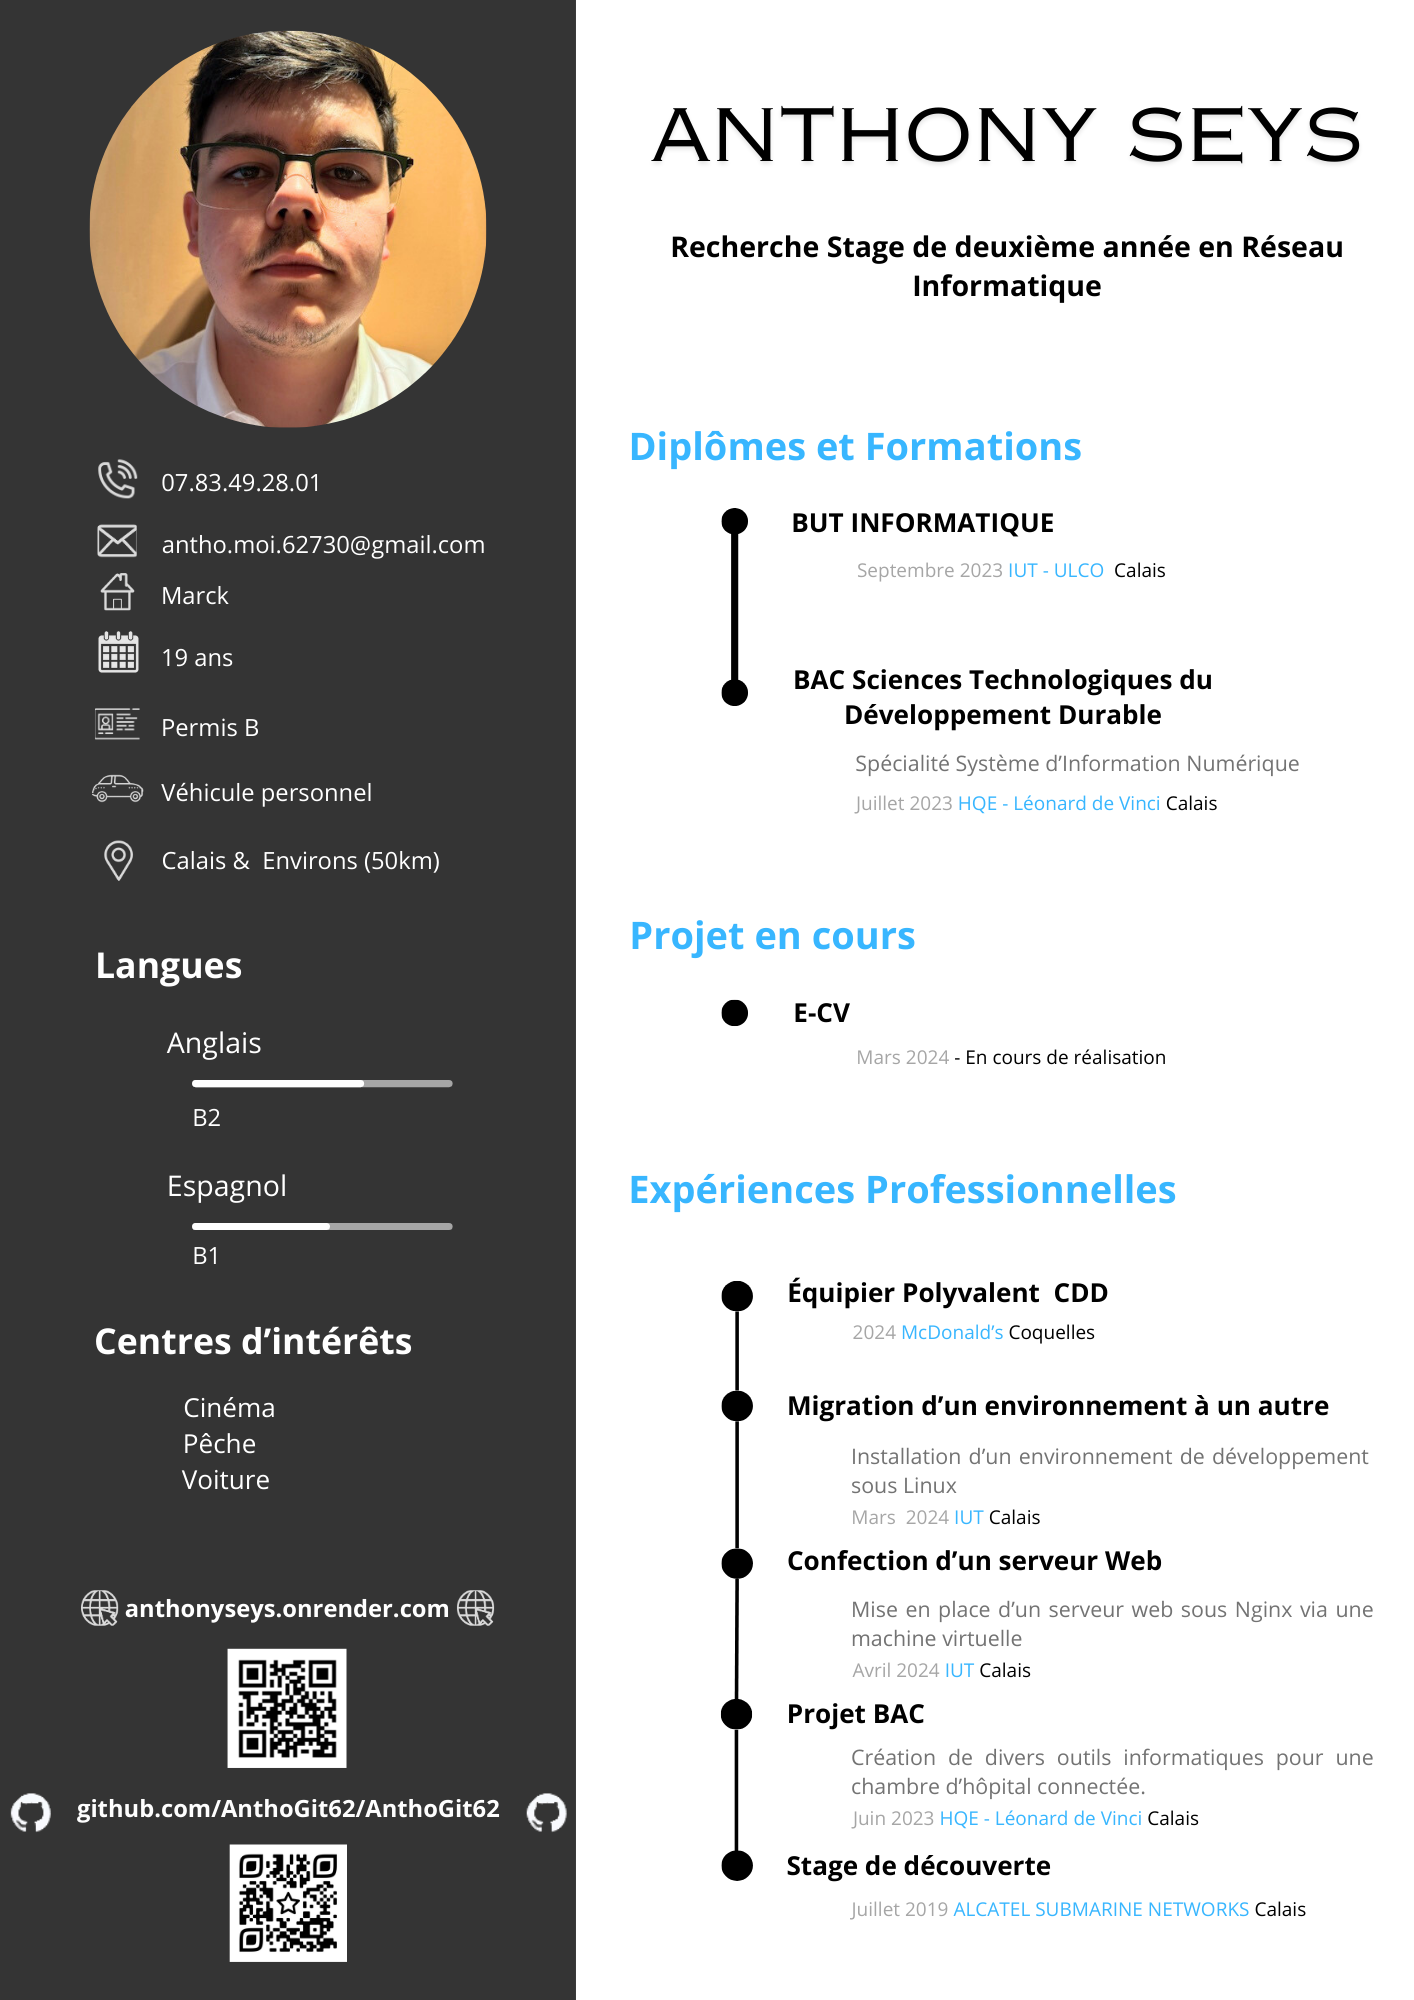 07.83.49.28.01
antho.moi.62730@gmail.com
Marck
19 ans
Permis B
Véhicule personnel
Calais &  Environs (50km)
Langues
Anglais
B2
Espagnol
B1
Centres d’intérêts
Cinéma
Pêche
Voiture
anthonyseys.onrender.com
github.com/AnthoGit62/AnthoGit62
ANTHONY SEYS
Recherche Stage de deuxième année en Réseau
Informatique
Diplômes et Formations
BUT INFORMATIQUE
Septembre 2023 IUT - ULCO  Calais
BAC Sciences Technologiques du
Développement Durable
Spécialité Système d’Information Numérique
Juillet 2023 HQE - Léonard de Vinci Calais
Projet en cours
E-CV
Mars 2024 - En cours de réalisation
Expériences Professionnelles
Équipier Polyvalent  CDD
2024 McDonald’s Coquelles
Migration d’un environnement à un autre
Installation d’un environnement de développement
sous Linux
Mars  2024 IUT Calais
Confection d’un serveur Web
Mise en place d’un serveur web sous Nginx via une
machine virtuelle
Avril 2024 IUT Calais
Projet BAC
Création de divers outils informatiques pour une
chambre d’hôpital connectée.
Juin 2023 HQE - Léonard de Vinci Calais
Stage de découverte
Juillet 2019 ALCATEL SUBMARINE NETWORKS Calais